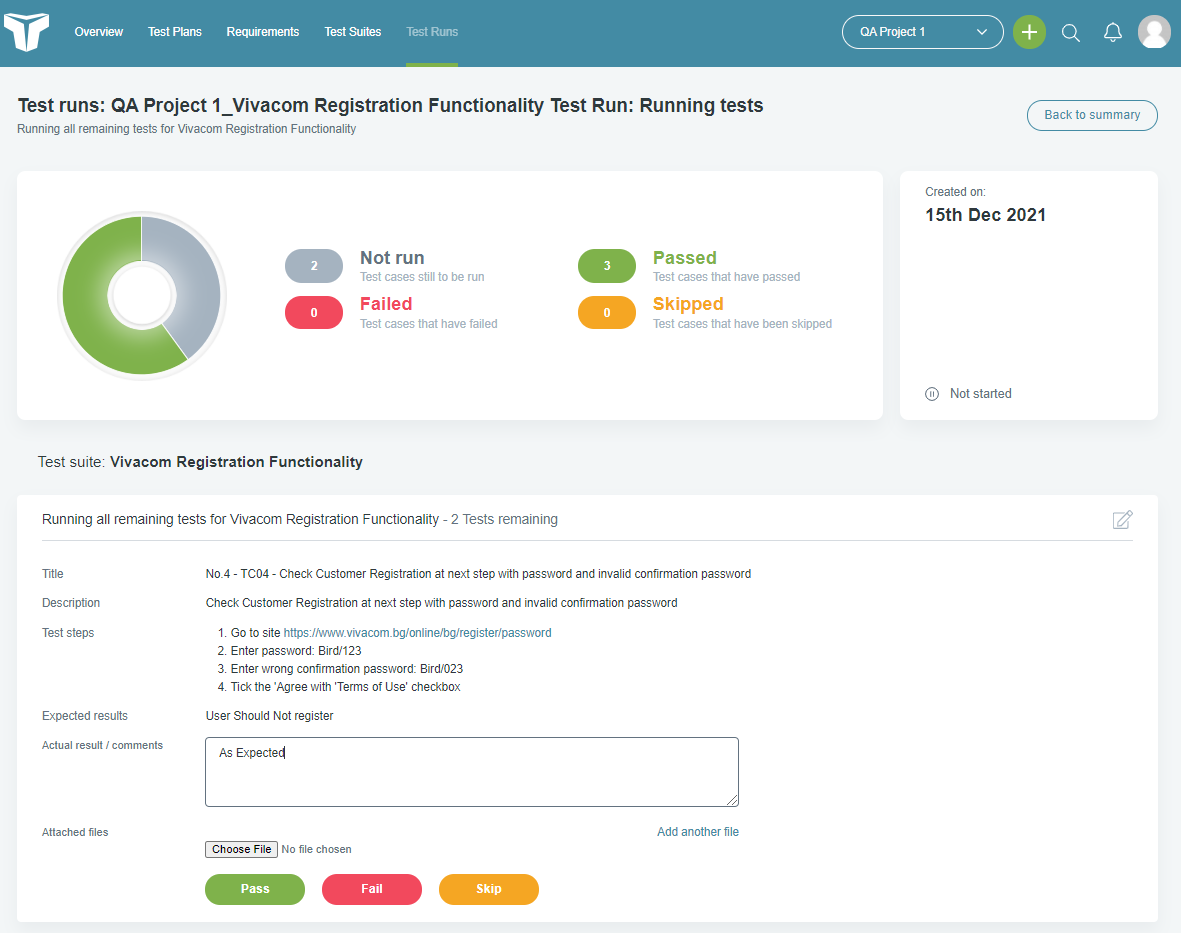 Overview
Test Plans
Requirements
Test Suites
Test Runs
QA Project 1
Test runs: QA Project 1_Vivacom Registration Functionality Test Run: Running tests
Running all remaining tests for Vivacom Registration Functionality
Back to summary
2
Not run
Test cases still to be run
3
Passed
Test cases that have passed
0
Failed
Test cases that have failed
0
Skipped
Test cases that have been skipped
Created on:
15th Dec 2021
Not started
Test suite: Vivacom Registration Functionality
Running all remaining tests for Vivacom Registration Functionality - 2 Tests remaining
Title
No.4 - TC04 - Check Customer Registration at next step with password and invalid confirmation password
Description
Check Customer Registration at next step with password and invalid confirmation password
Test steps
1. Go to site https://www.vivacom.bg/online/bg/register/password
2. Enter password: Bird/123
3. Enter wrong confirmation password: Bird/023
4. Tick the 'Agree with 'Terms of Use' checkbox
Expected results
User Should Not register
Actual result / comments
As Expected
Attached files
Add another file
Choose File No file chosen
Pass
Fail
Skip